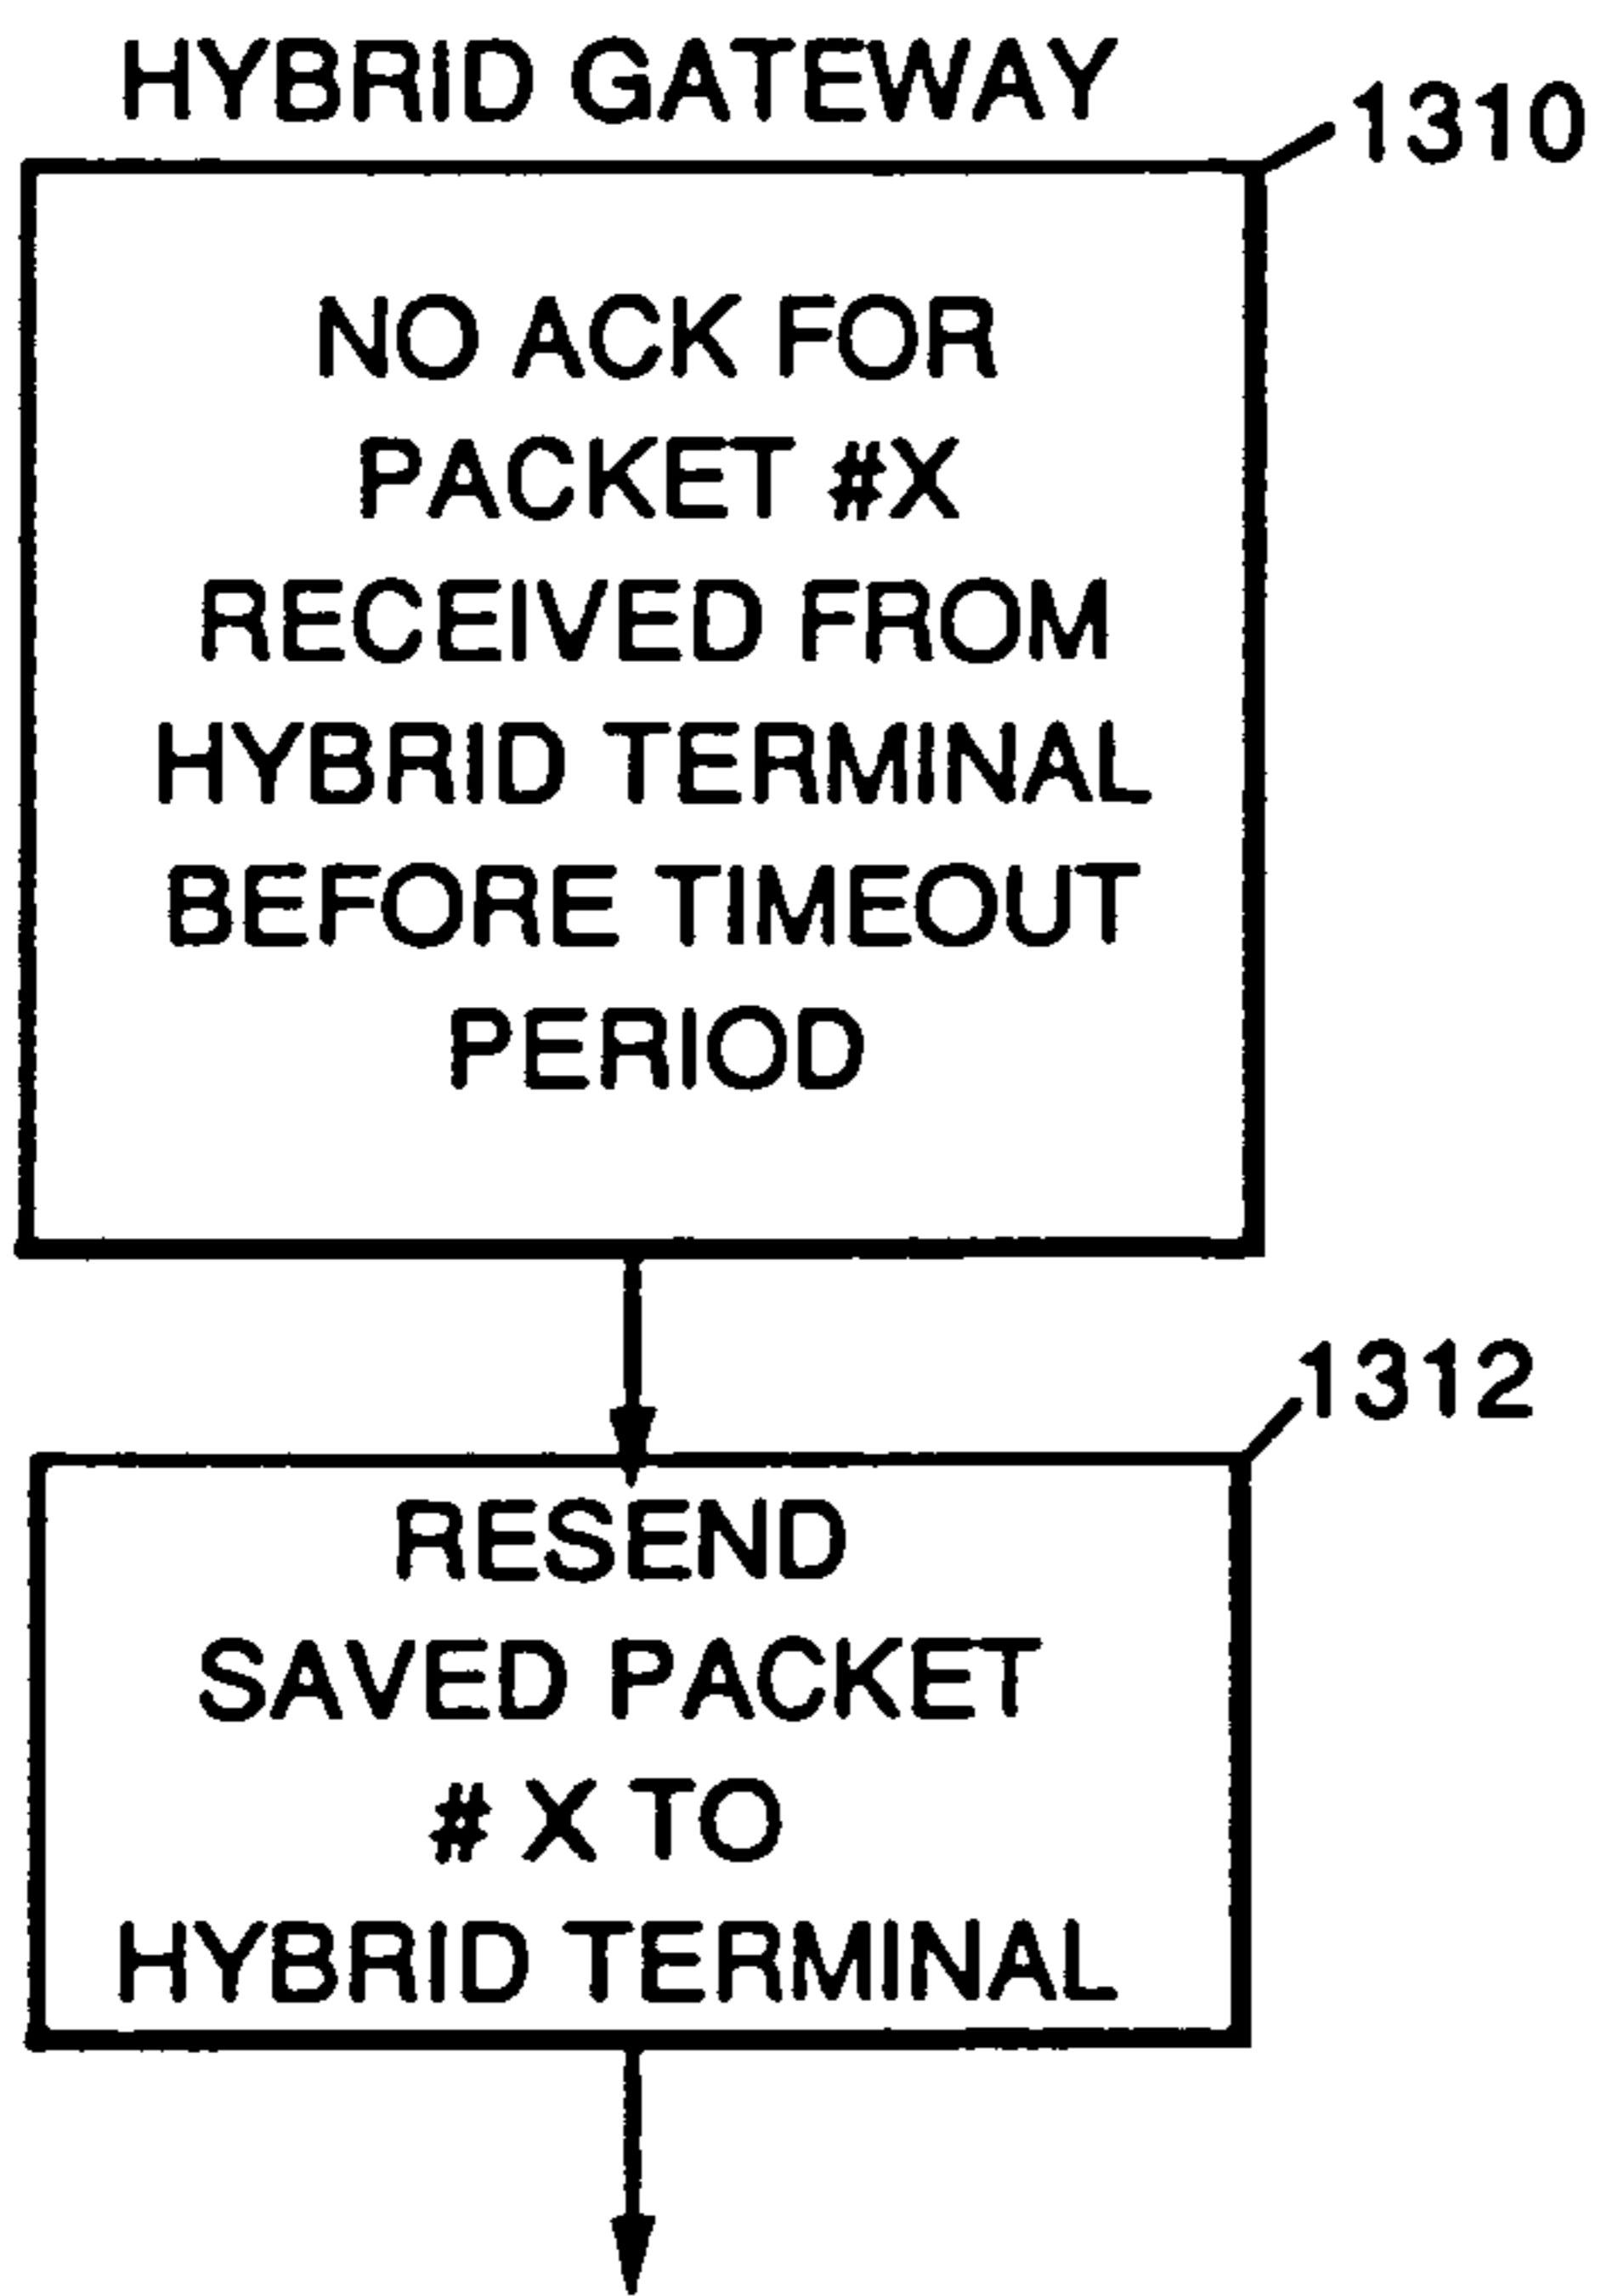 HYBRID GATEWAY
1310
NO ACK FOR
PACKET #X
RECEIVED FROM
HYBRID TERMINAL
BEFORE TIMEOUT
PERIOD
1312
RESEND
SAVED PACKET
# X TO
HYBRID TERMINAL